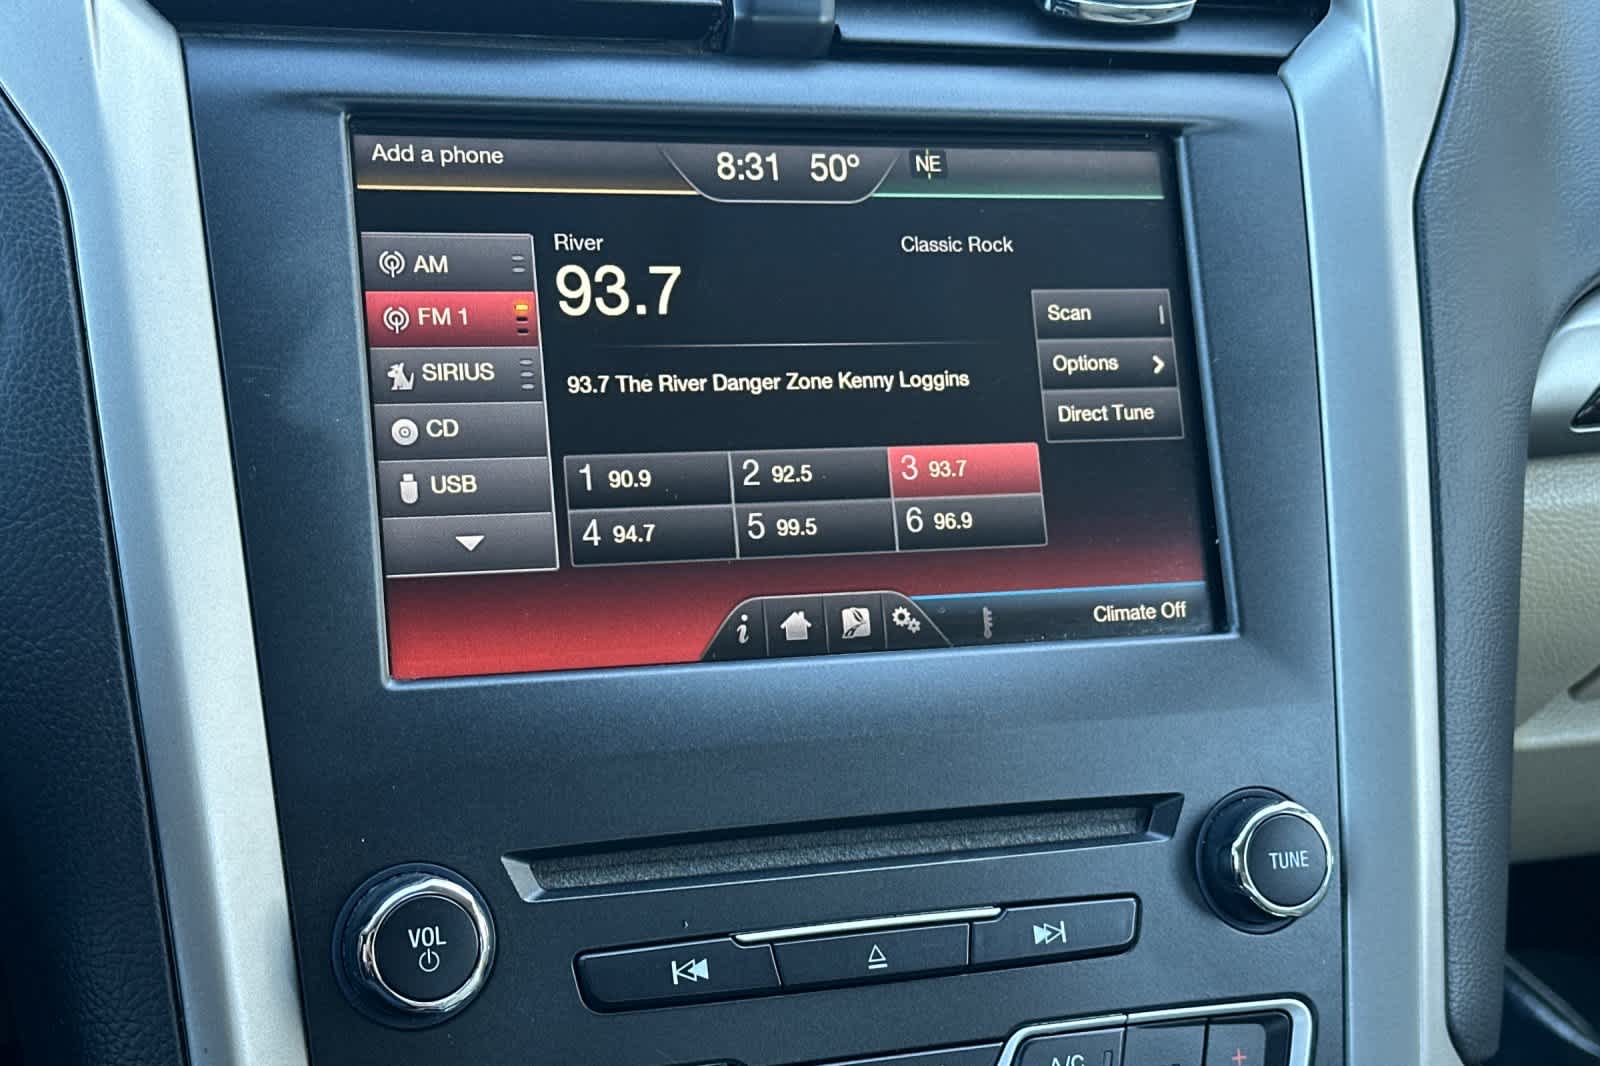 Add a phone
8:31 50° NE
AM
FM 1
SIRIUS
CD
USB
River
93.7
Classic Rock
93.7 The River Danger Zone Kenny Loggins
Scan
Options
Direct Tune
1 90.9 2 92.5 3 93.7
4 94.7 5 99.5 6 96.9
i
Climate Off
TUNE
VOL
A/C - +